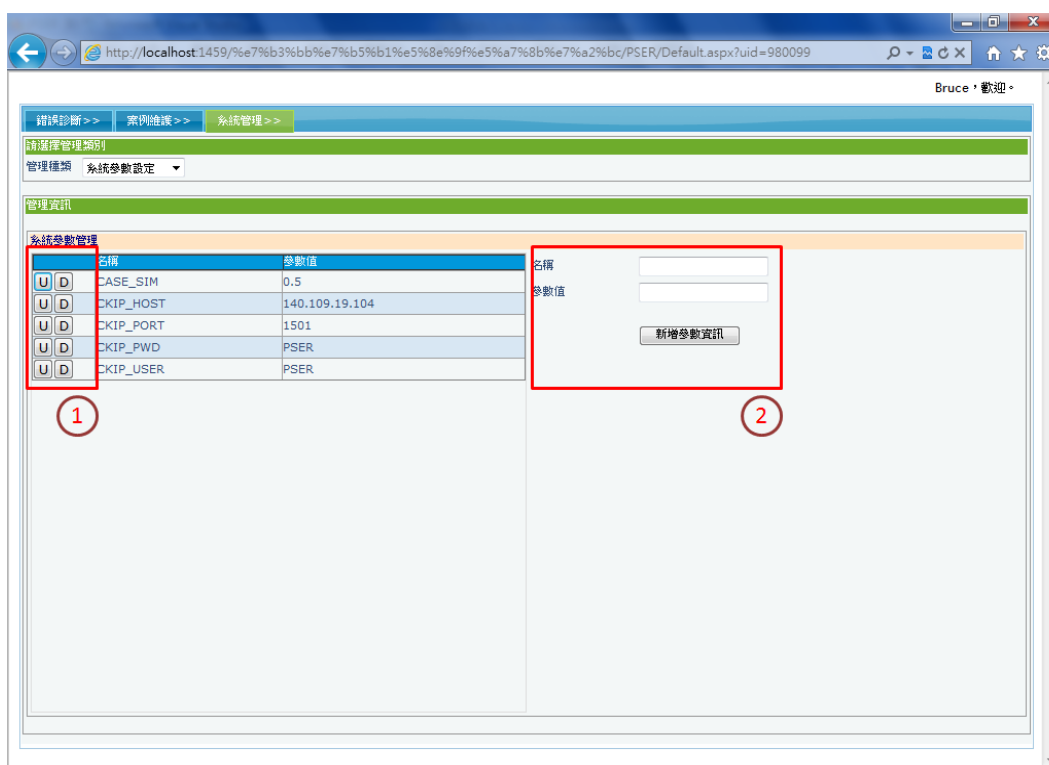 http://localhost:1459/%e7%b3%bb%e7%b5%b1%e5%8e%9f%e5%a7%8b%e7%a2%bc/PSER/Default.aspx?uid=980099
Bruce,歡迎。
錯誤診斷>> 案例維護>> 系統管理>>
請選擇管理類別
管理種類 系統參數設定
管理資訊
系統參數管理
名稱 參數值
U D CASE_SIM 0.5
U D CKIP_HOST 140.109.19.104
U D CKIP_PORT 1501
U D CKIP_PWD PSER
U D CKIP_USER PSER
1
名稱
參數值
新增參數資訊
2